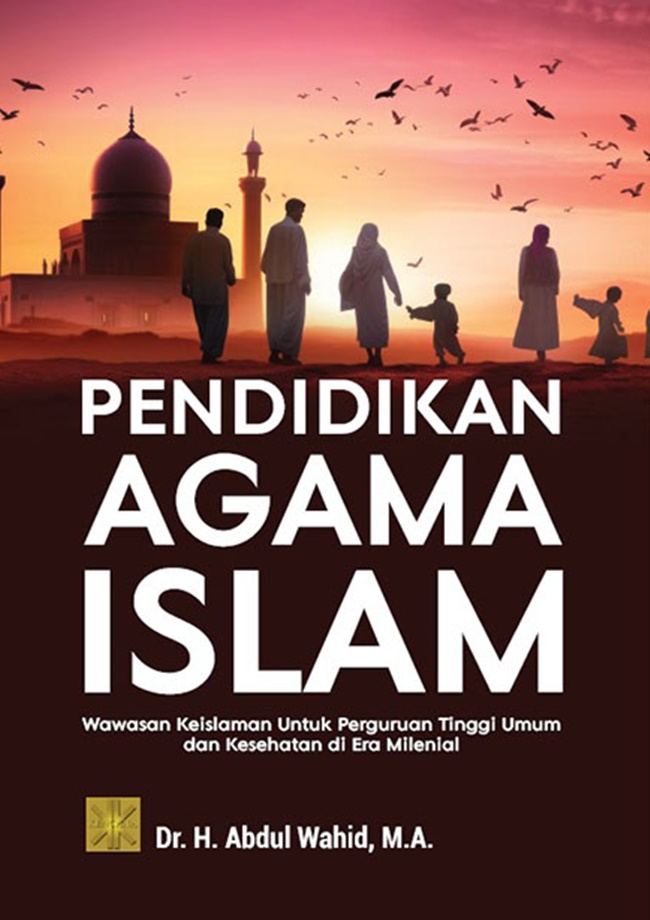 PENDIDIKAN
AGAMA
ISLAM
Wawasan Keislaman Untuk Perguruan Tinggi Umum
dan Kesehatan di Era Milenial
Dr. H. Abdul Wahid, M.A.